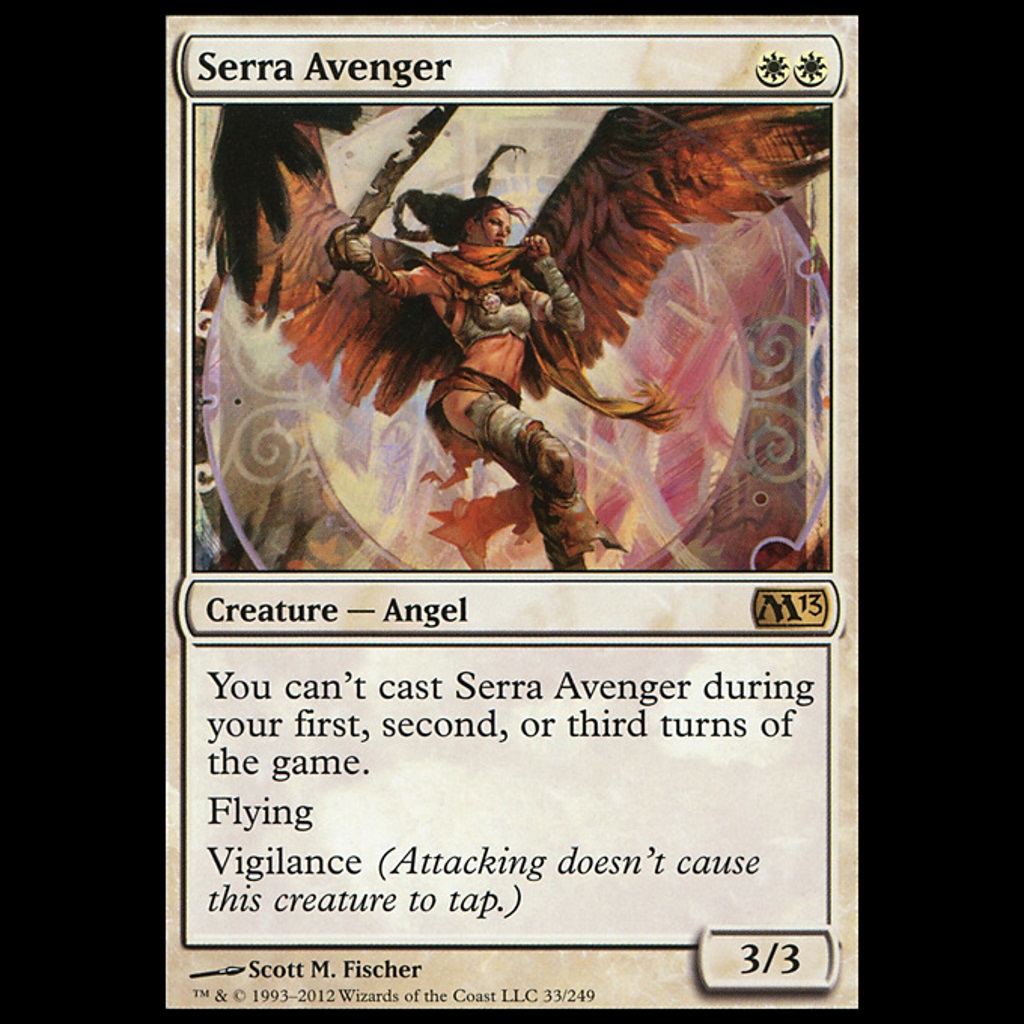 Serra Avenger
Creature — Angel
M13
You can't cast Serra Avenger during
your first, second, or third turns of
the game.
Flying
Vigilance (Attacking doesn't cause
this creature to tap.)
3/3
Scott M. Fischer
™ & © 1993–2012 Wizards of the Coast LLC 33/249